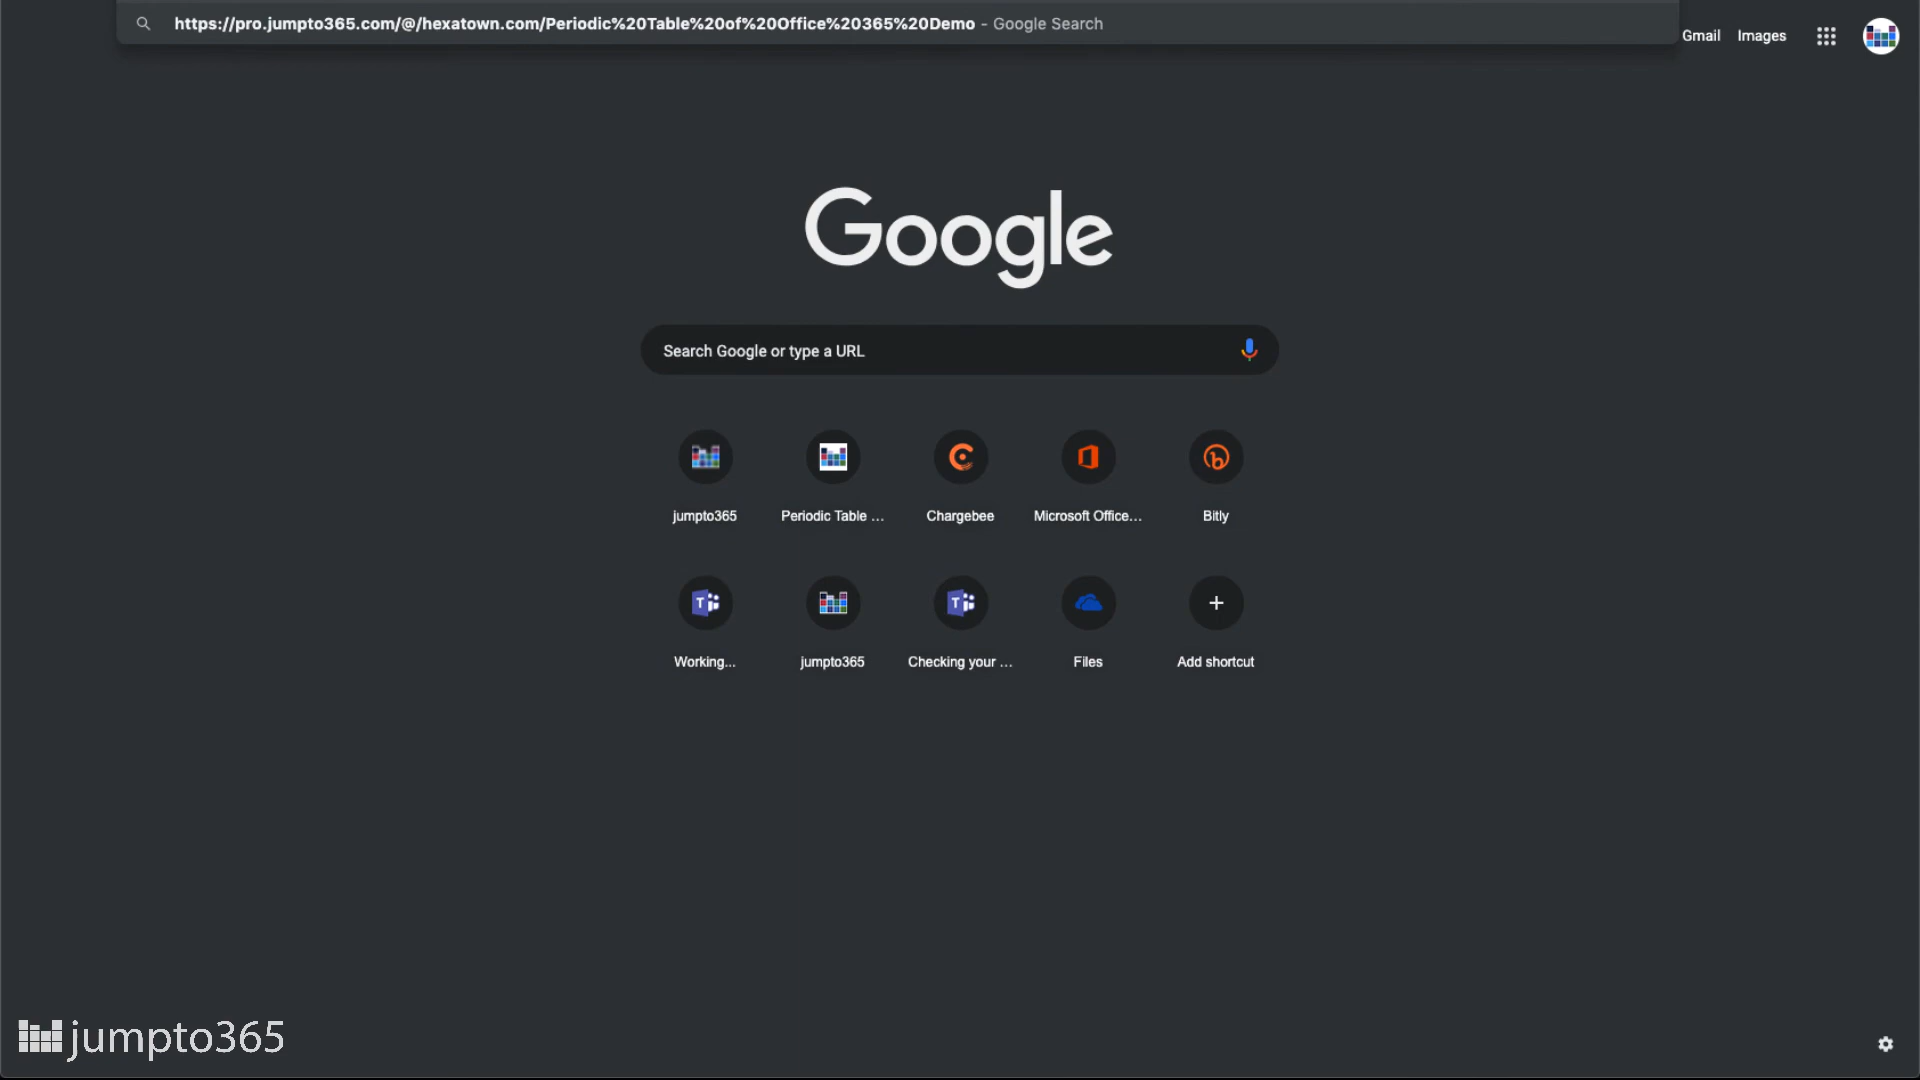 https://pro.jumpto365.com/@/hexatown.com/Periodic%20Table%20of%20Office%20365%20Demo - Google Search
Gmail Images
Google
Search Google or type a URL
jumpto365 Periodic Table ... Chargebee Microsoft Office... Bitly
Working... jumpto365 Checking your ... Files Add shortcut
jumpto365